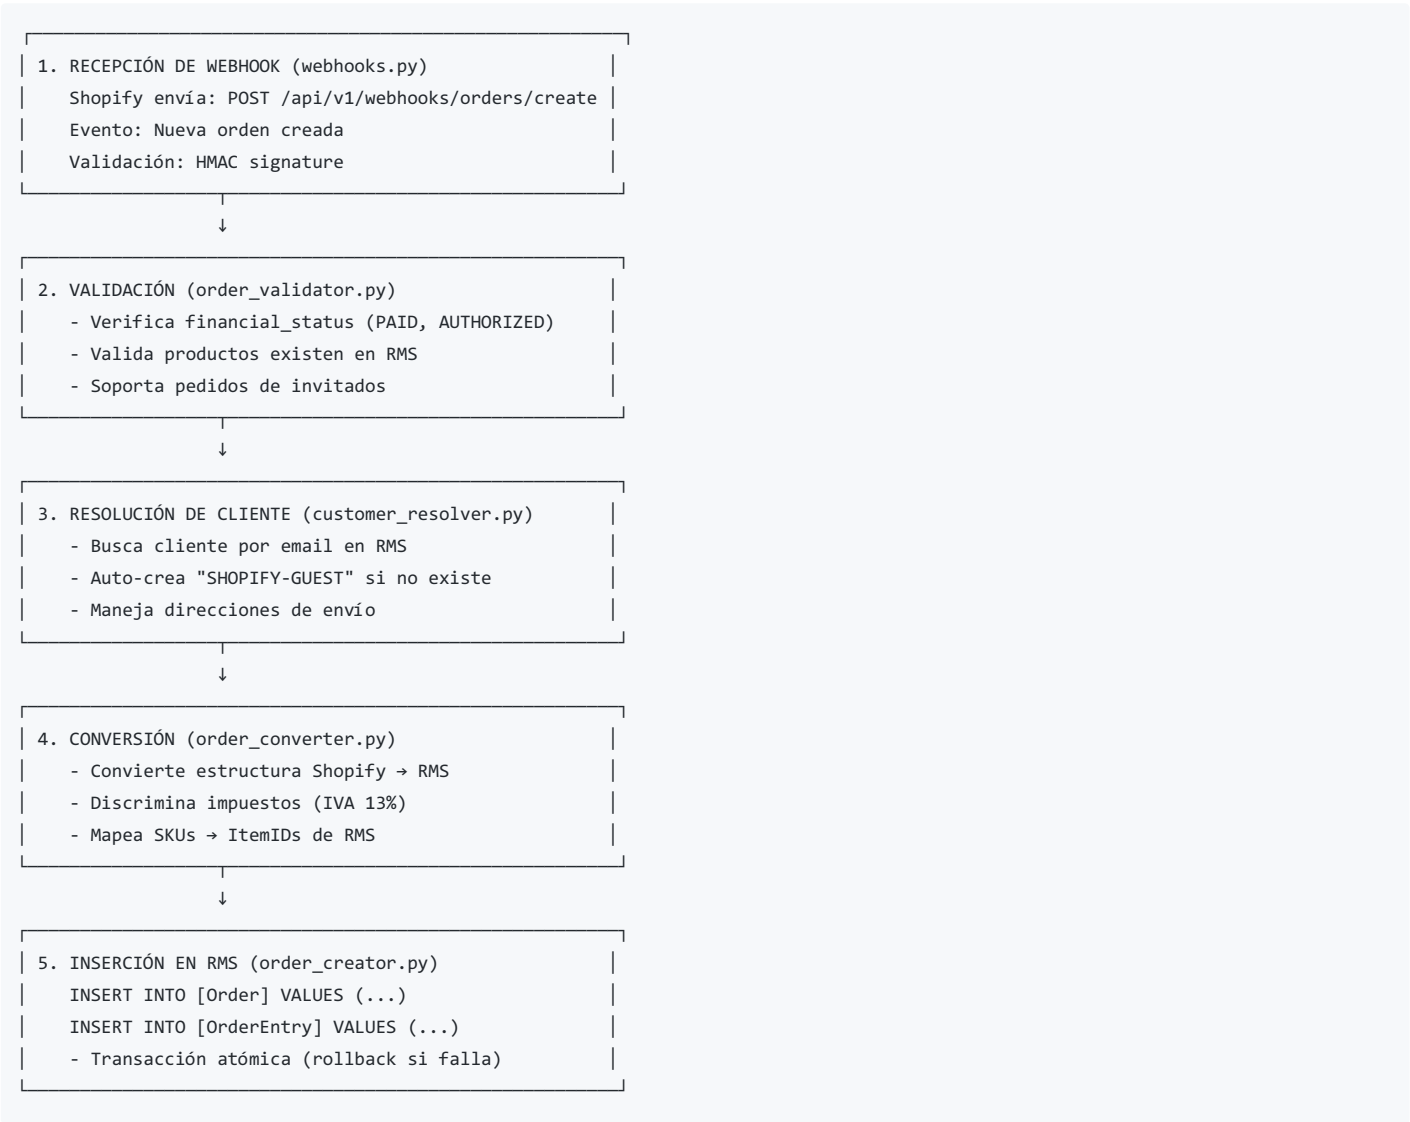 1. RECEPCIÓN DE WEBHOOK (webhooks.py)
Shopify envía: POST /api/v1/webhooks/orders/create
Evento: Nueva orden creada
Validación: HMAC signature
↓
2. VALIDACIÓN (order_validator.py)
- Verifica financial_status (PAID, AUTHORIZED)
- Valida productos existen en RMS
- Soporta pedidos de invitados
↓
3. RESOLUCIÓN DE CLIENTE (customer_resolver.py)
- Busca cliente por email en RMS
- Auto-crea "SHOPIFY-GUEST" si no existe
- Maneja direcciones de envío
↓
4. CONVERSIÓN (order_converter.py)
- Convierte estructura Shopify → RMS
- Discrimina impuestos (IVA 13%)
- Mapea SKUs → ItemIDs de RMS
↓
5. INSERCIÓN EN RMS (order_creator.py)
INSERT INTO [Order] VALUES (...)
INSERT INTO [OrderEntry] VALUES (...)
- Transacción atómica (rollback si falla)